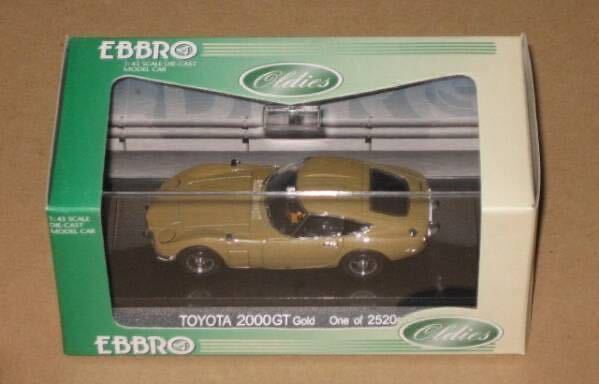 EBBRO
1:43 SCALE DIE-CAST
MODEL CAR
Oldies
1:43 SCALE
DIE-CAST
MODEL CAR
TOYOTA 2000GT Gold One of 2520
EBBRO
Oldies